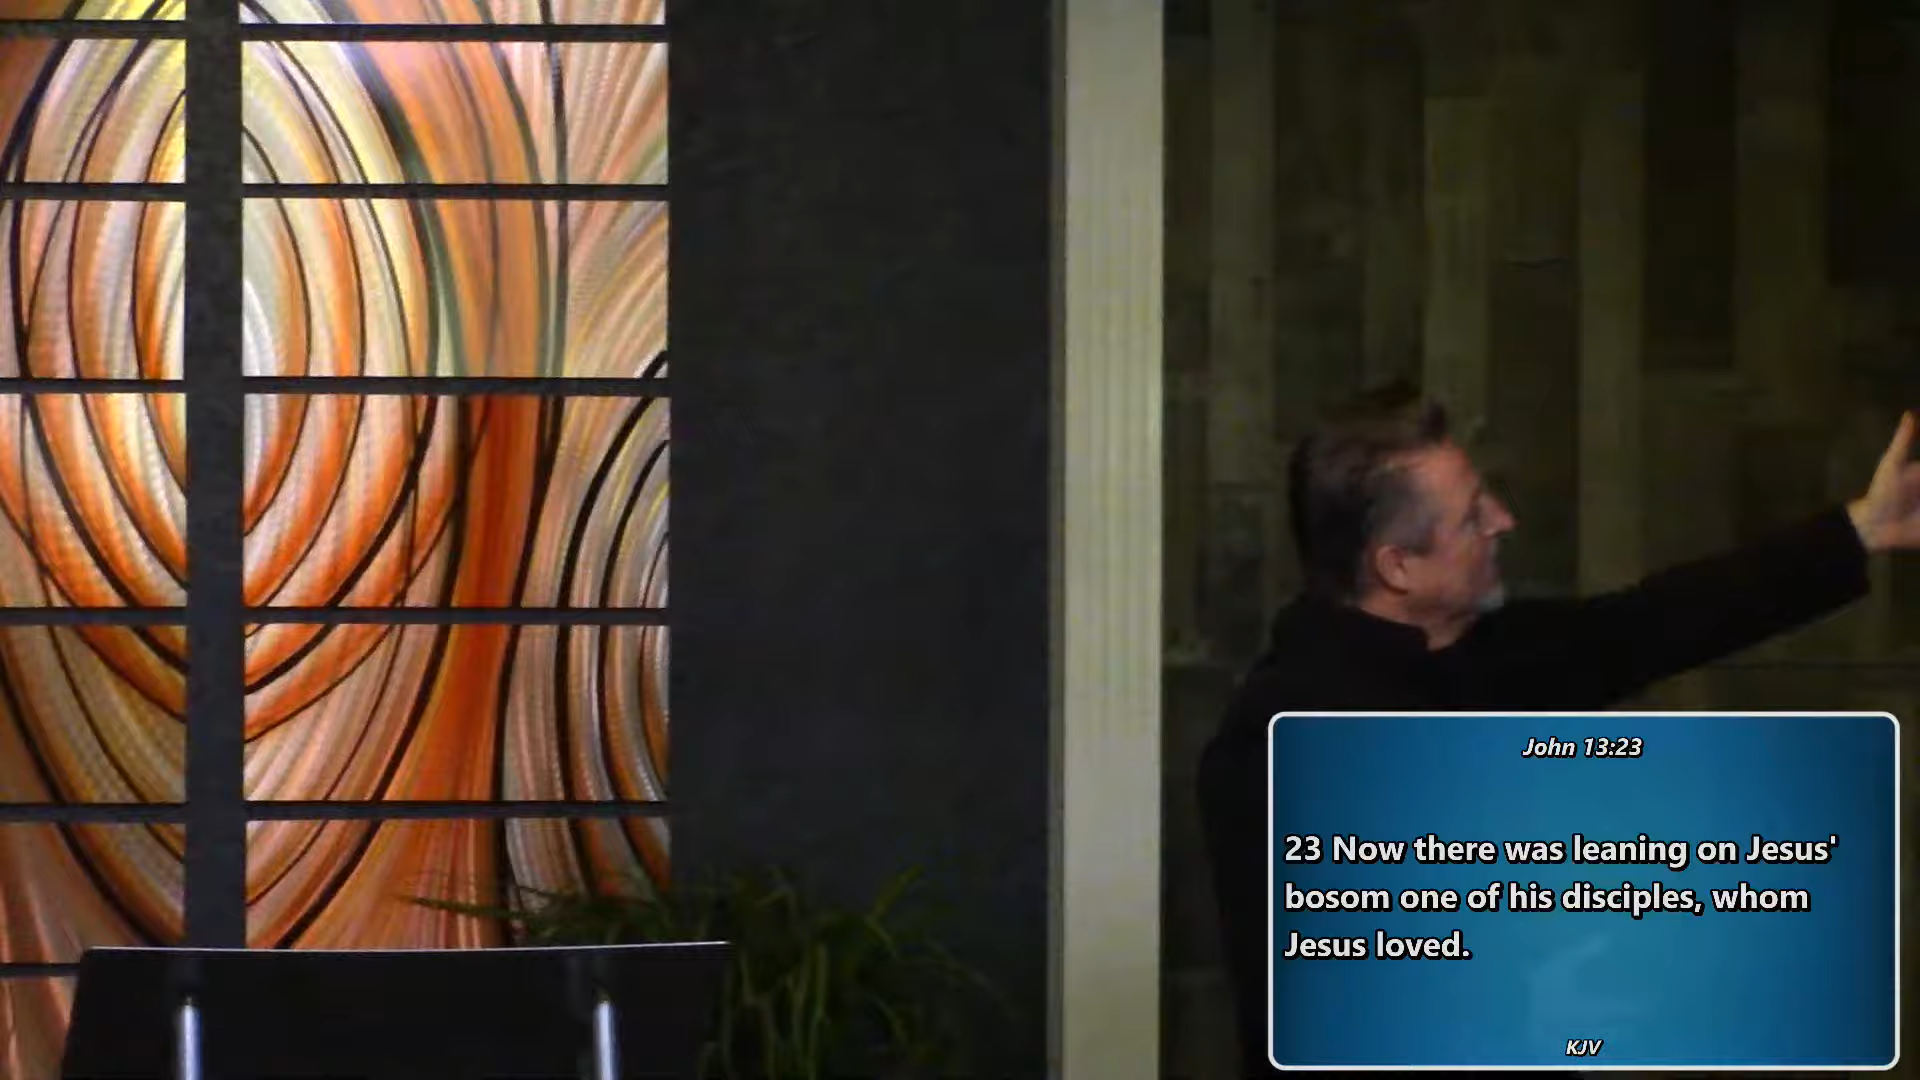 John 13:23
23 Now there was leaning on Jesus'
bosom one of his disciples, whom
Jesus loved.
KJV